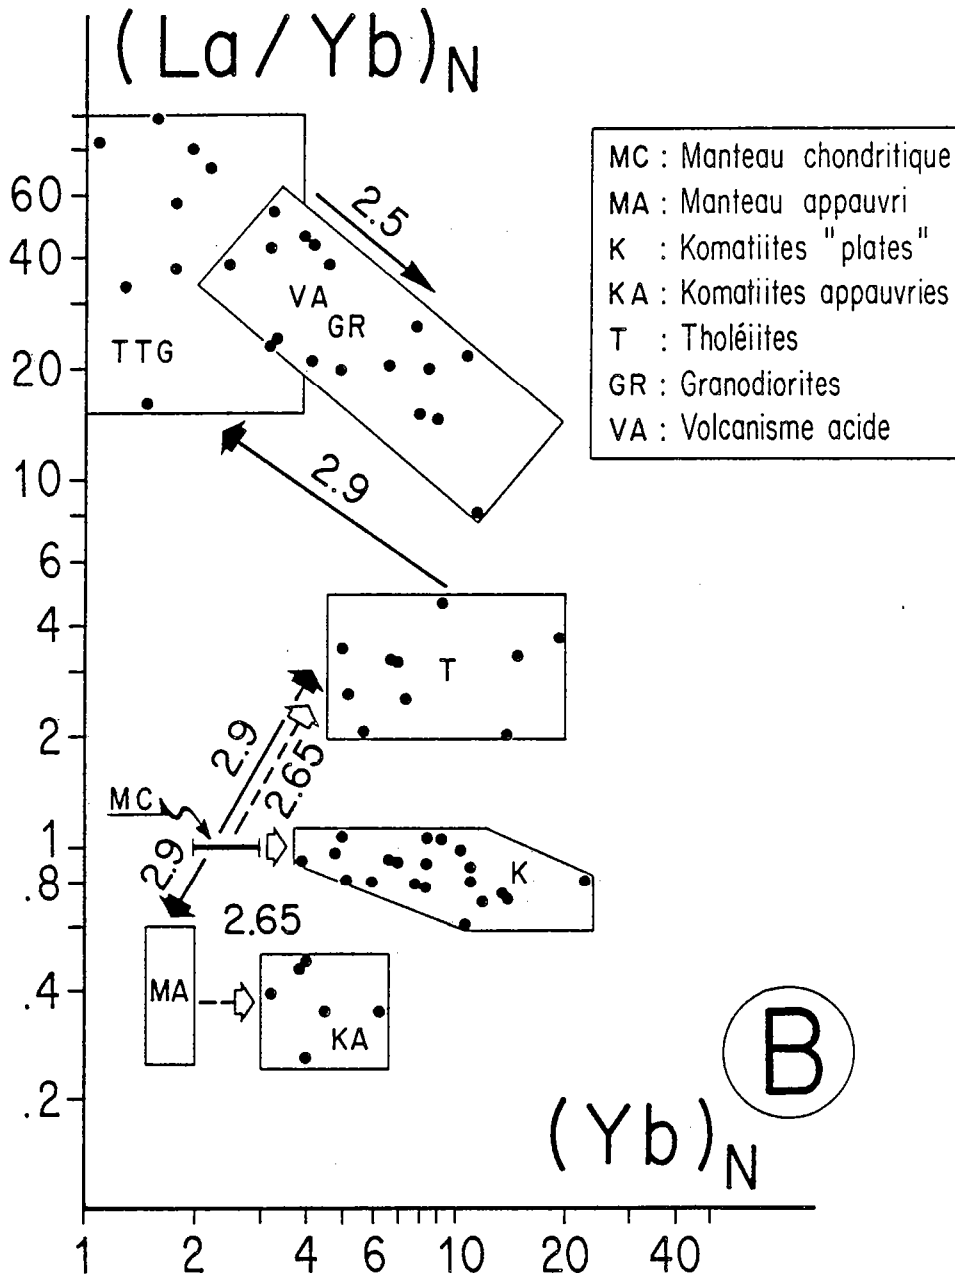 (La/Yb)N
MC : Manteau chondritique
MA : Manteau appauvri
K : Komatiites "plates"
KA : Komatiites appauvries
T : Tholéiites
GR : Granodiorites
VA : Volcanisme acide
60
40
20
10
6
4
2
1
.8
.4
.2
2.5
VA
GR
TTG
2.9
T
2.9
2.65
MC
2.9
K
2.65
MA
KA
B
(Yb)N
1
2
4
6
10
20
40